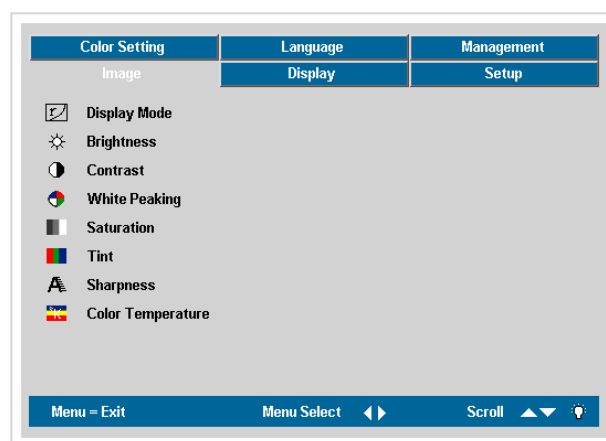 Color Setting Language Management
Image Display Setup
Display Mode
Brightness
Contrast
White Peaking
Saturation
Tint
Sharpness
Color Temperature
Menu = Exit Menu Select Scroll